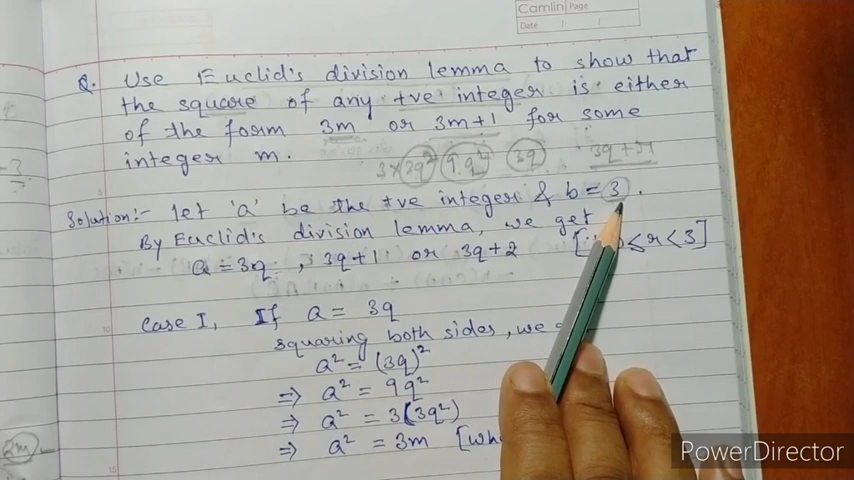 Camlin Page
Date / /
Q. Use Euclid's division lemma to show that
the square of any +ve integer is either
of the form 3m or 3m+1 for some
integer m.
3×3q² 9q² 3q 3q+r
Solution:- let 'a' be the +ve integer & b = 3.
By Euclid's division lemma, we get
a = 3q, 3q+1 or 3q+2 0≤r<3]
Case I, If a = 3q
squaring both sides, we
a² = (3q)²
⇒ a² = 9q²
⇒ a² = 3(3q²)
⇒ a² = 3m
2m
PowerDirector